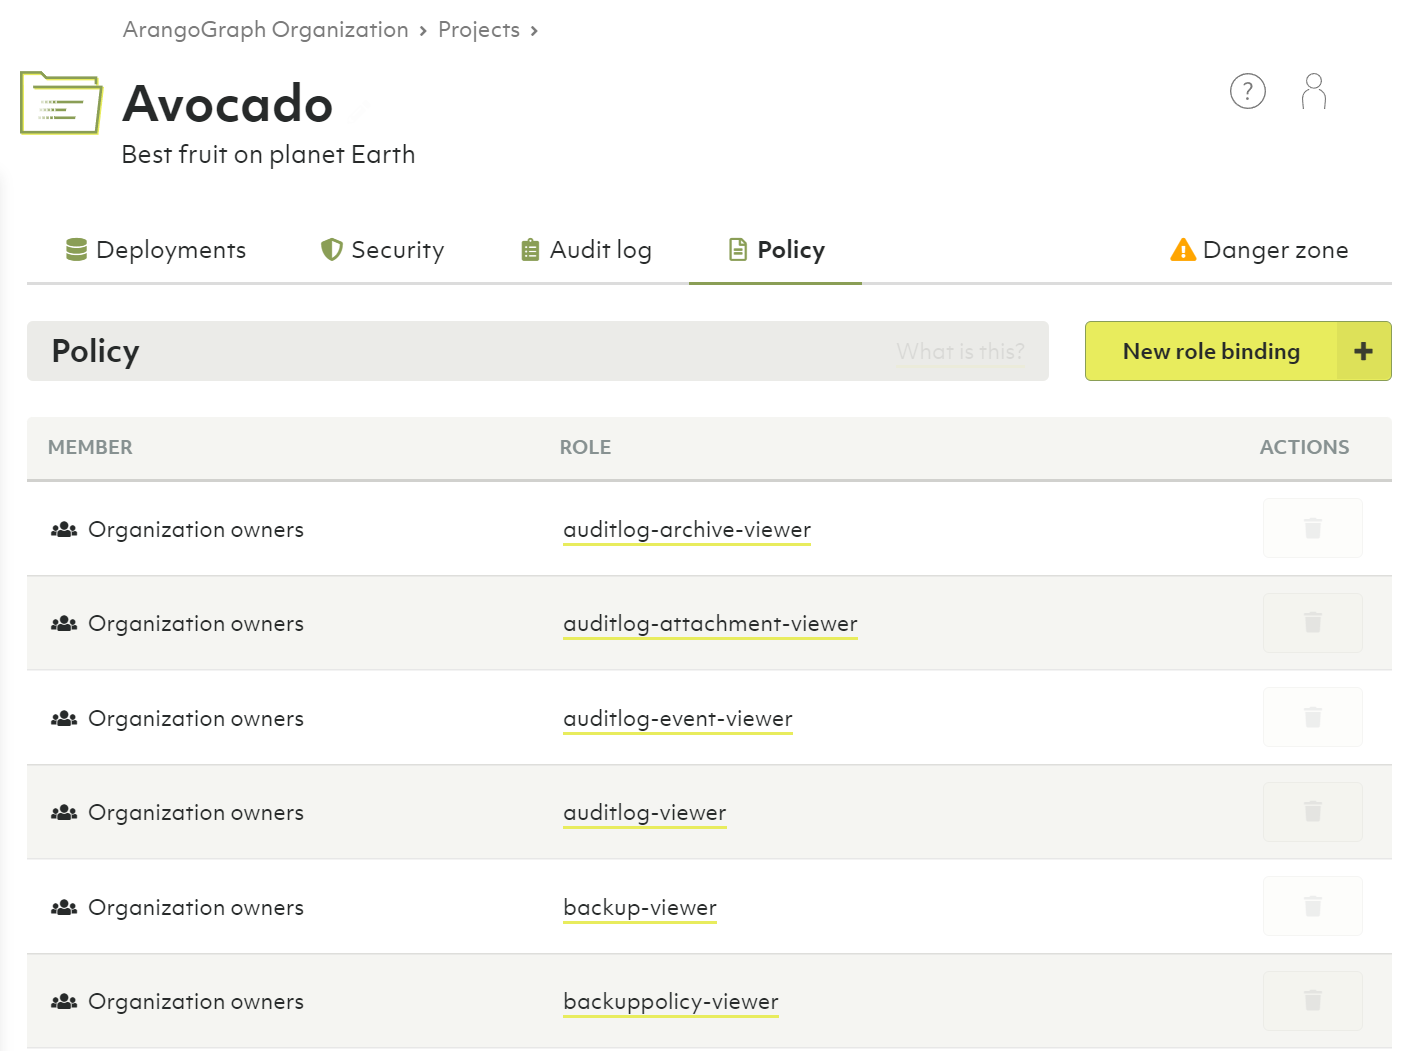 ArangoGraph Organization › Projects ›
Avocado
?
Best fruit on planet Earth
Deployments Security Audit log Policy Danger zone
Policy What is this? New role binding +
MEMBER ROLE ACTIONS
Organization owners auditlog-archive-viewer
Organization owners auditlog-attachment-viewer
Organization owners auditlog-event-viewer
Organization owners auditlog-viewer
Organization owners backup-viewer
Organization owners backuppolicy-viewer